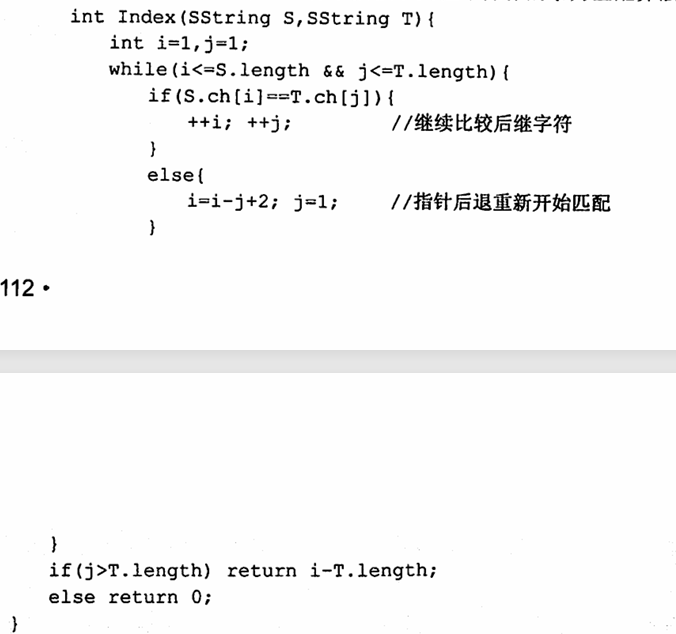 int Index(SString S,SString T){
int i=1,j=1;
while(i<=S.length && j<=T.length){
if(S.ch[i]==T.ch[j]){
++i; ++j; //继续比较后继字符
}
else{
i=i-j+2; j=1; //指针后退重新开始匹配
}
112 •
}
if(j>T.length) return i-T.length;
else return 0;
}